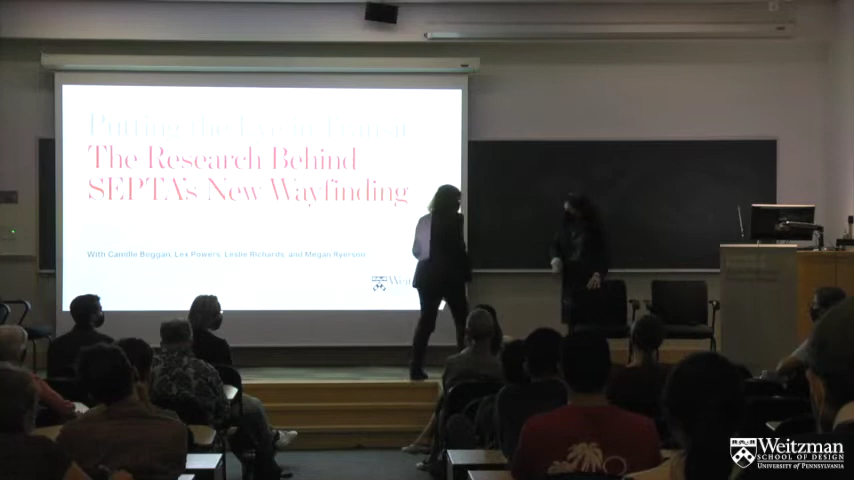 Putting the Eye on Transit
The Research Behind
SEPTA's New Wayfinding
With Camille Boggan, Lex Powers, Leslie Richards, and Megan Ryerson
Weitzman
SCHOOL OF DESIGN
UNIVERSITY of PENNSYLVANIA